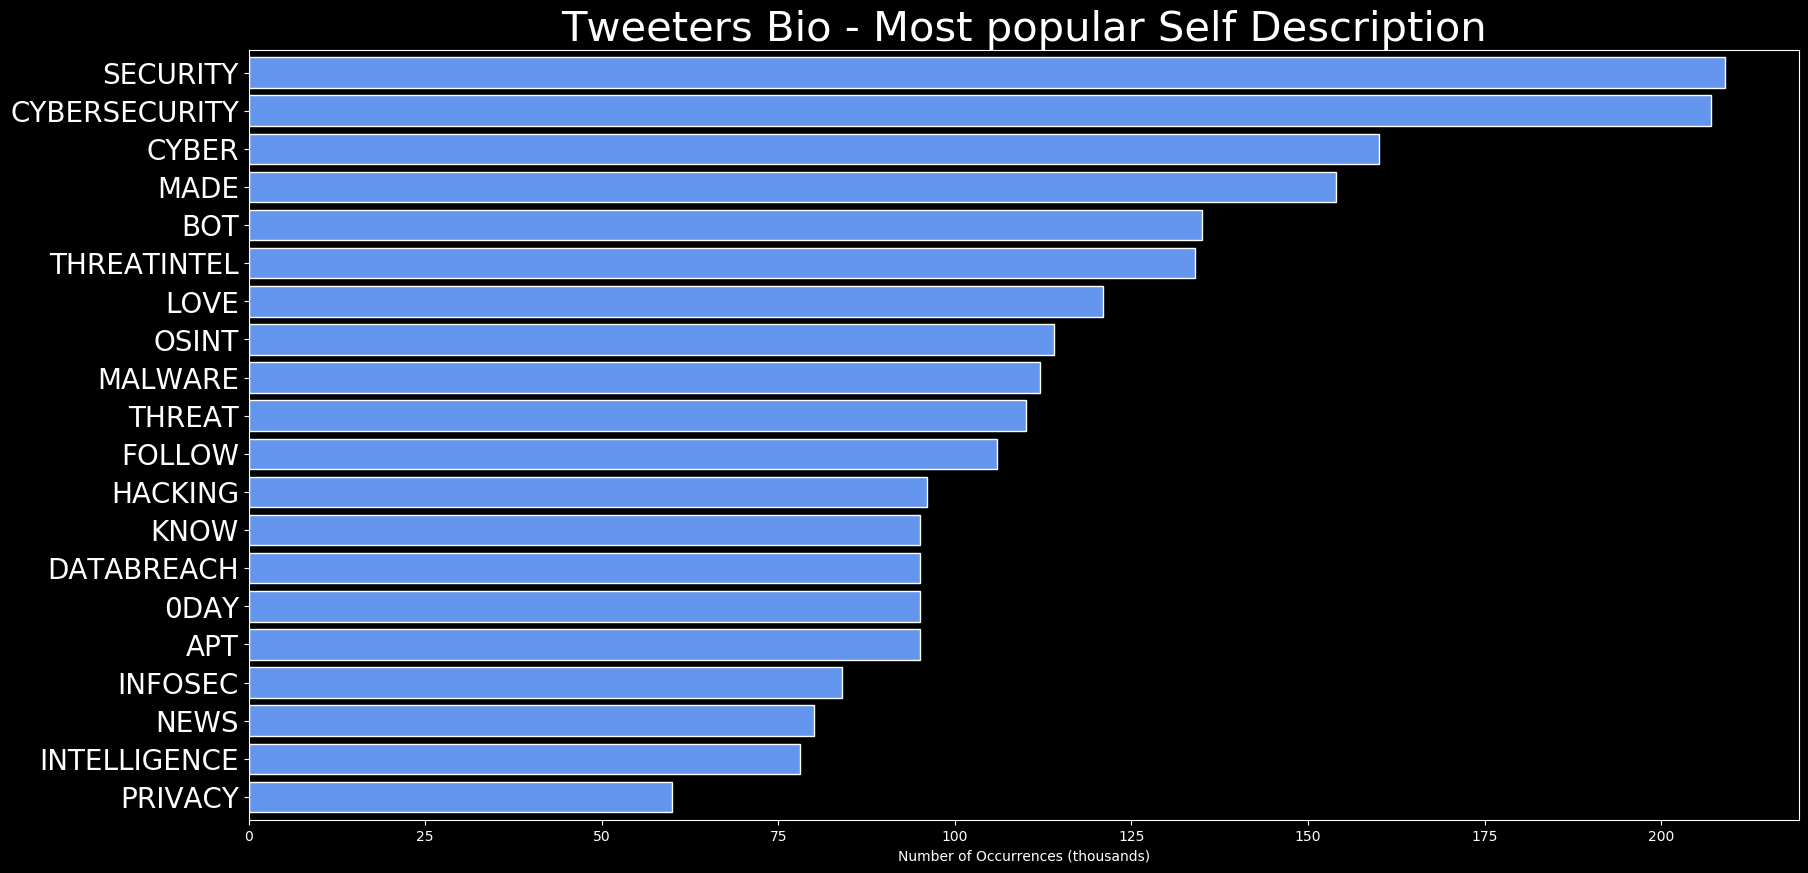 Tweeters Bio - Most popular Self Description
SECURITY
CYBERSECURITY
CYBER
MADE
BOT
THREATINTEL
LOVE
OSINT
MALWARE
THREAT
FOLLOW
HACKING
KNOW
DATABREACH
0DAY
APT
INFOSEC
NEWS
INTELLIGENCE
PRIVACY
0 25 50 75 100 125 150 175 200
Number of Occurrences (thousands)